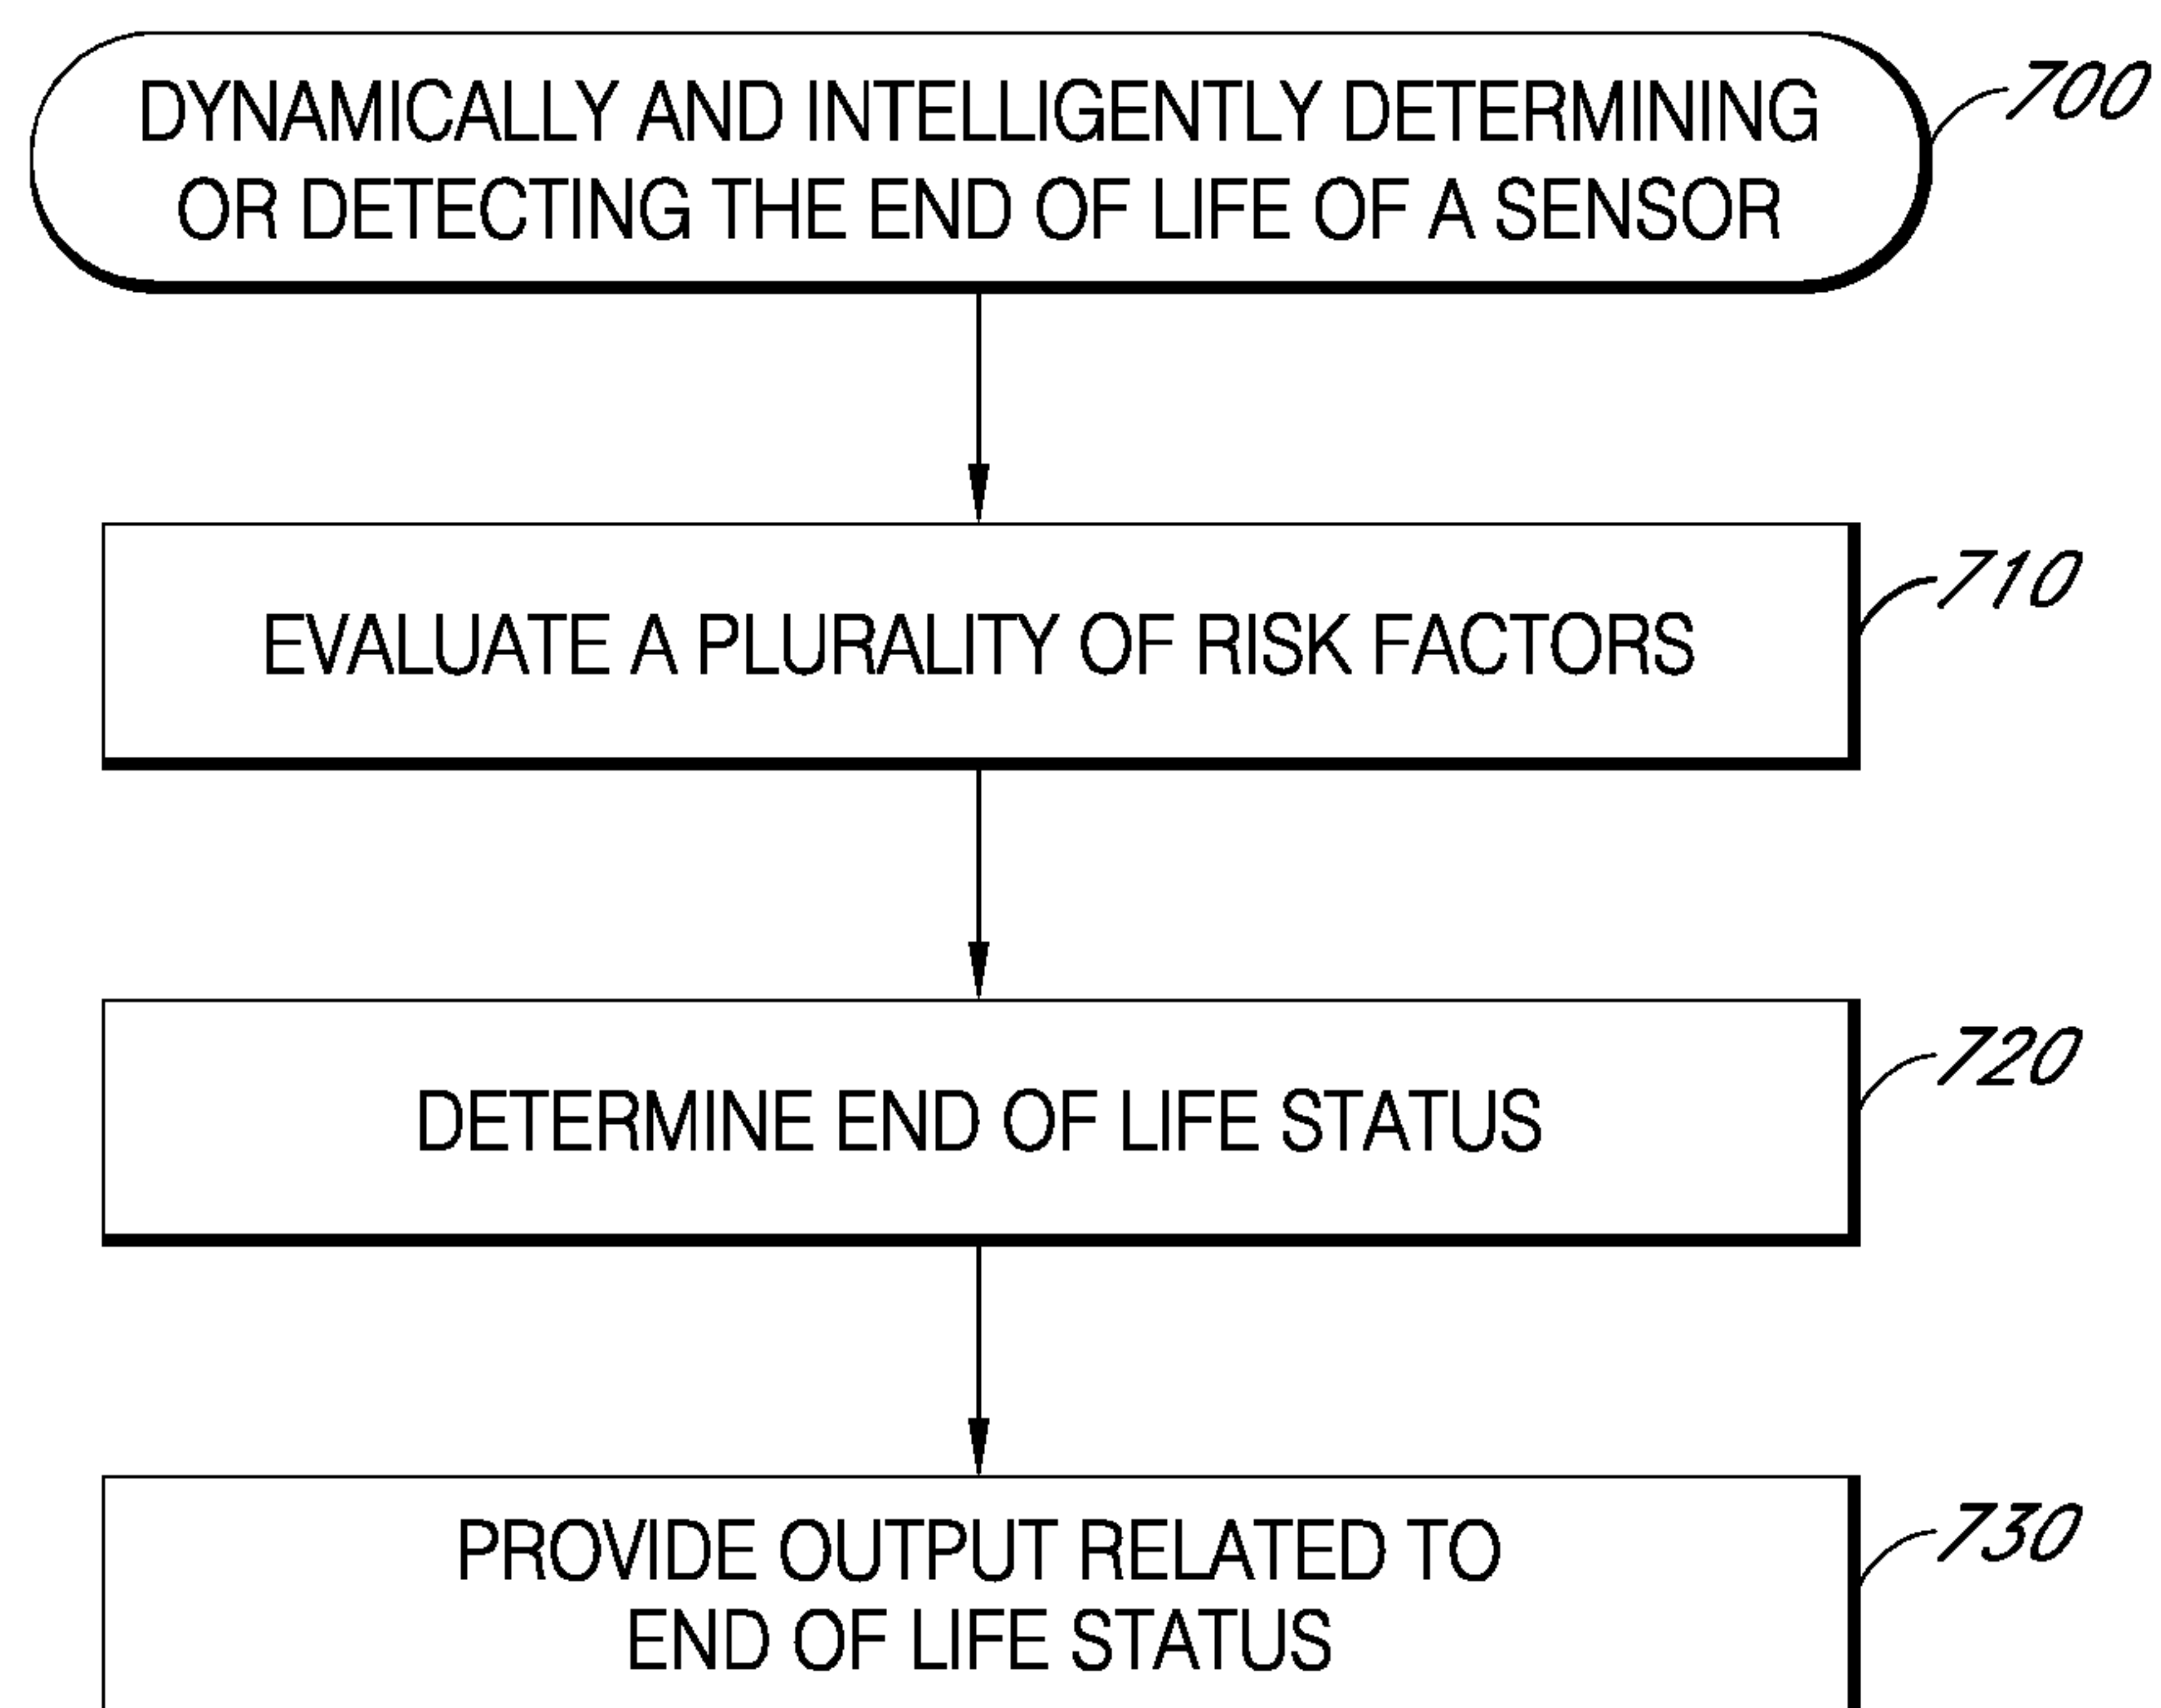 DYNAMICALLY AND INTELLIGENTLY DETERMINING
OR DETECTING THE END OF LIFE OF A SENSOR
700
EVALUATE A PLURALITY OF RISK FACTORS
710
DETERMINE END OF LIFE STATUS
720
PROVIDE OUTPUT RELATED TO
END OF LIFE STATUS
730